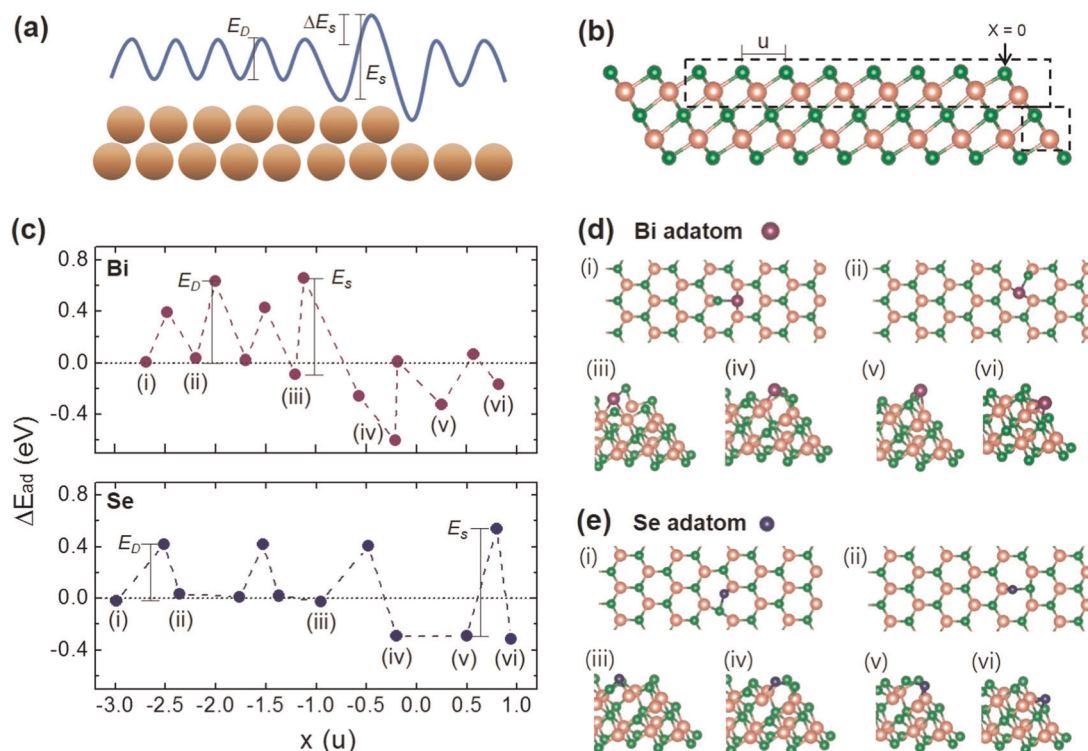 (a)
E_D
ΔE_s
E_s
(b)
u
X = 0
(c)
Bi
E_D
E_s
(i)
(ii)
(iii)
(iv)
(v)
(vi)
0.8
0.4
0.0
-0.4
Se
E_D
E_s
(i)
(ii)
(iii)
(iv)
(v)
(vi)
0.8
0.4
0.0
-0.4
ΔE_ad (eV)
-3.0 -2.5 -2.0 -1.5 -1.0 -0.5 0.0 0.5 1.0
x (u)
(d) Bi adatom
(i) (ii)
(iii) (iv) (v) (vi)
(e) Se adatom
(i) (ii)
(iii) (iv) (v) (vi)